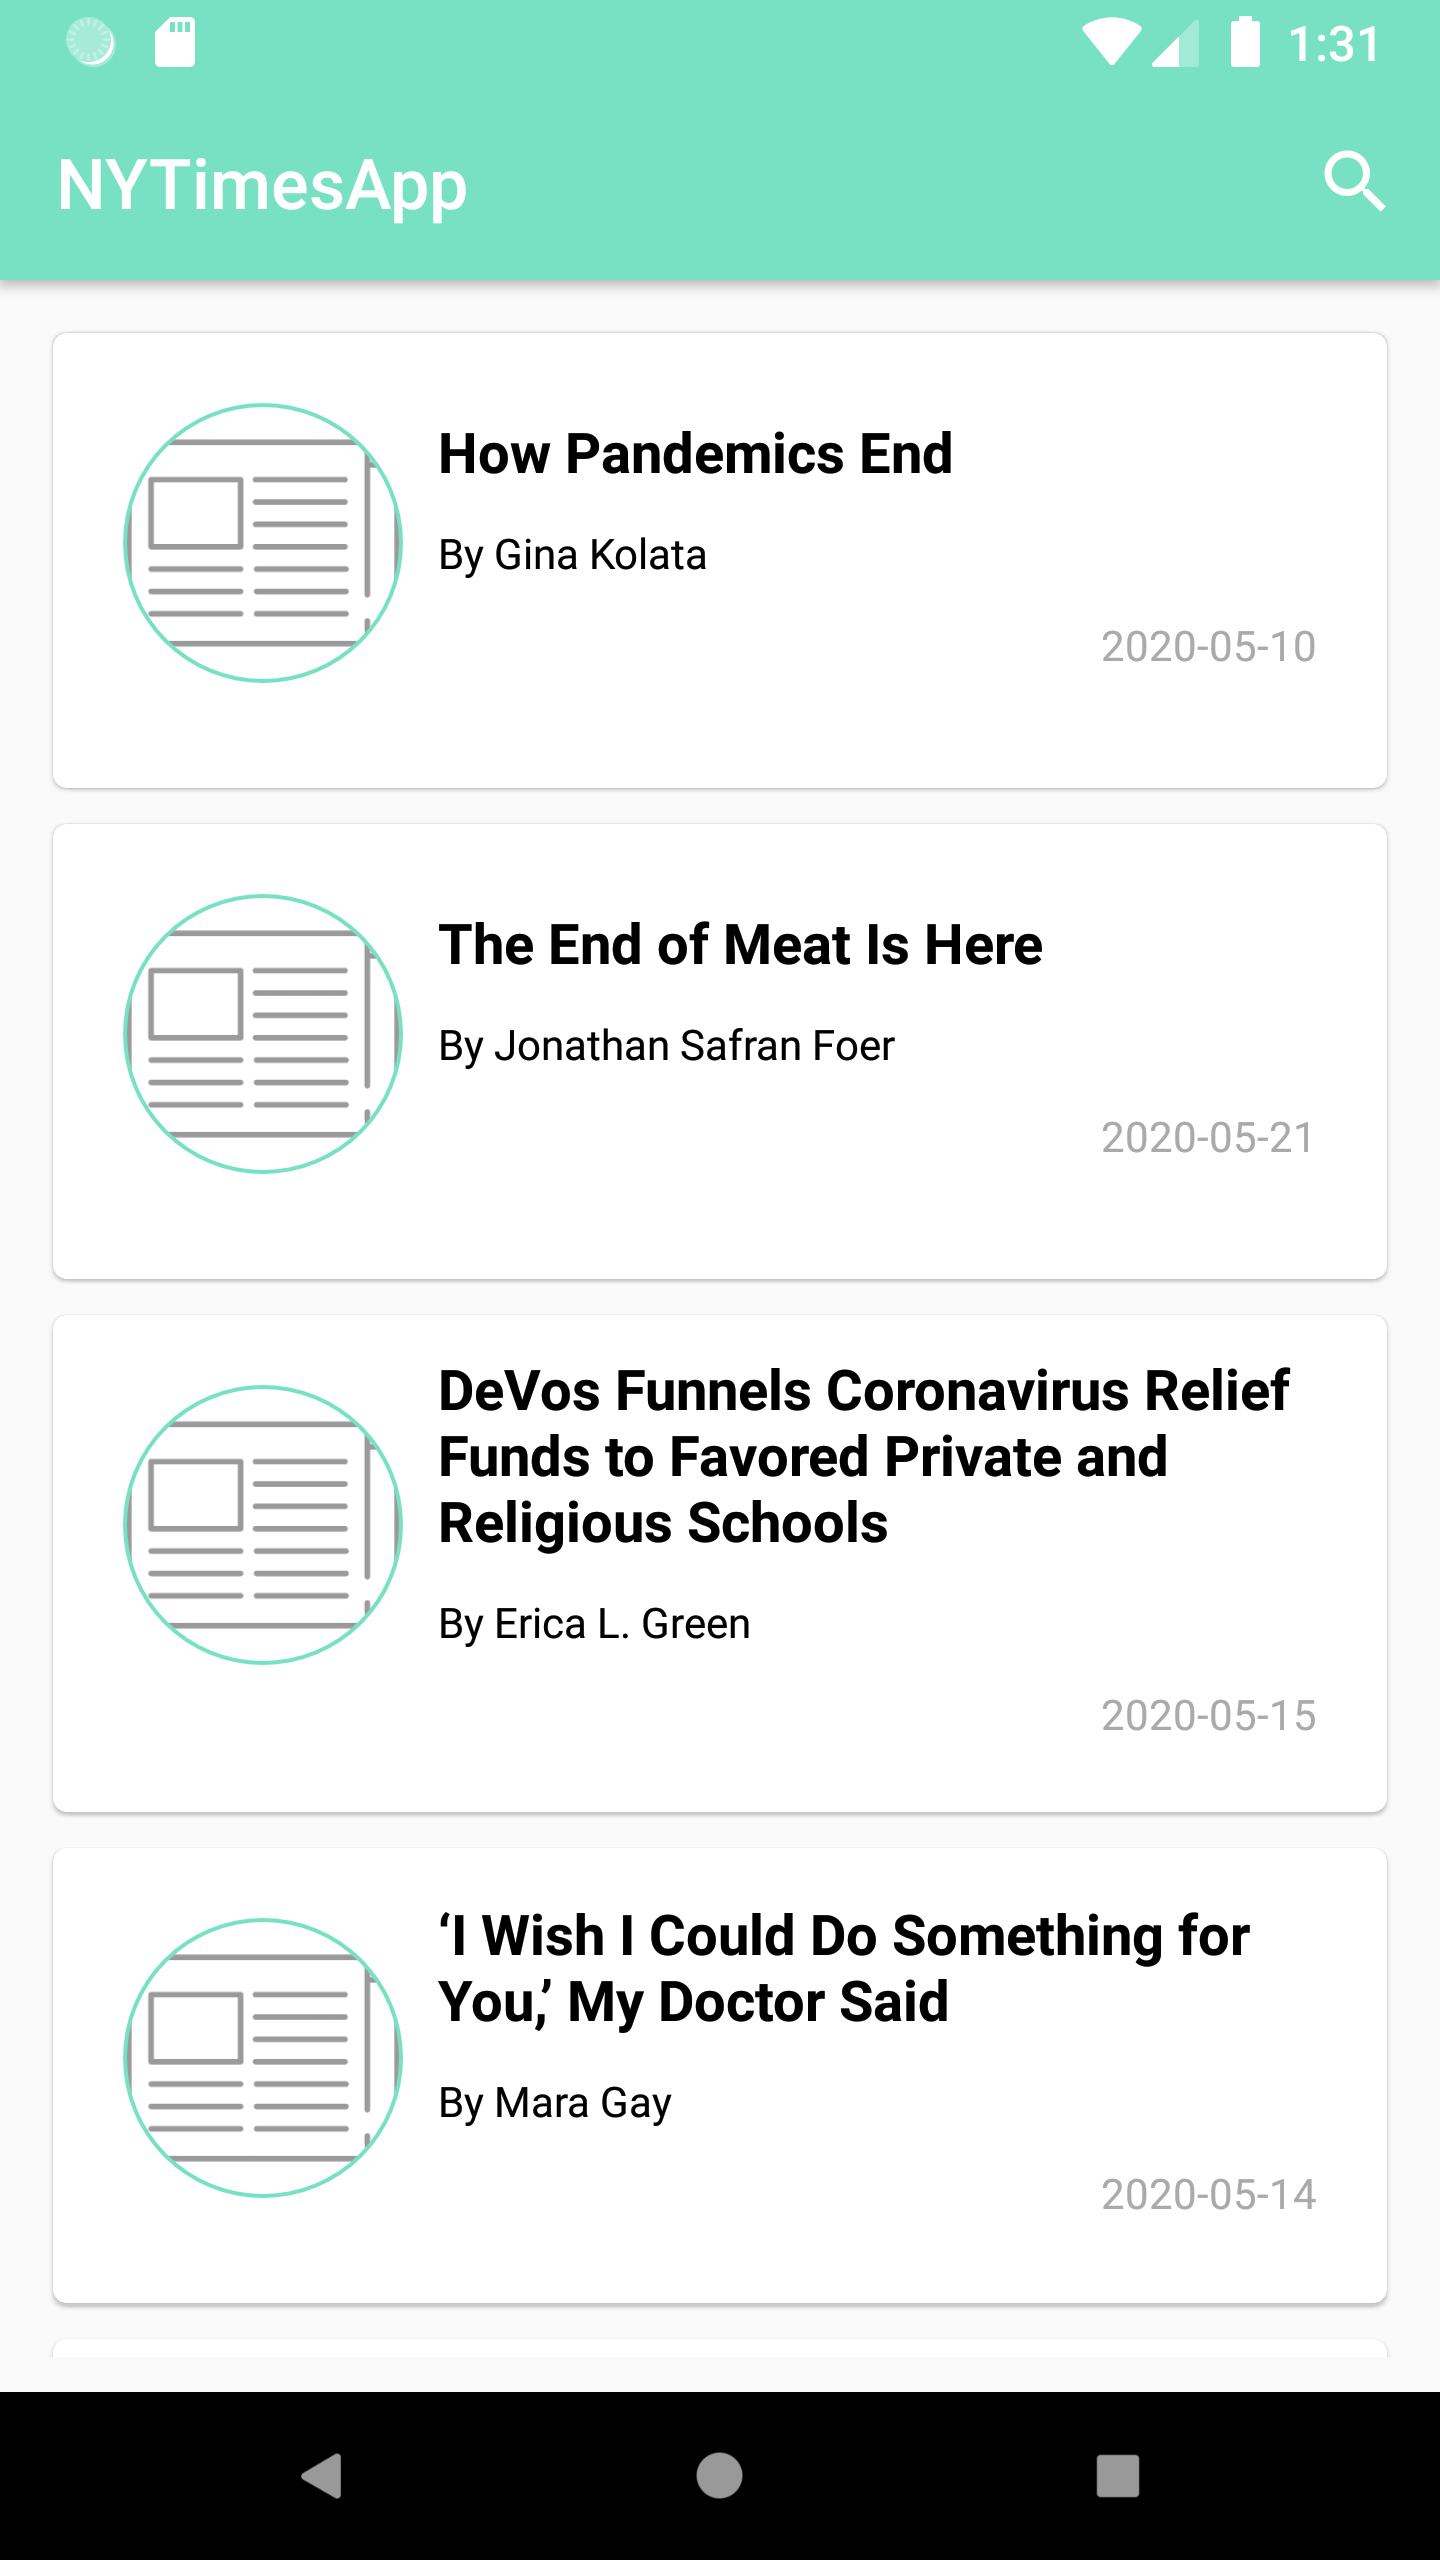 1:31
NYTimesApp
How Pandemics End
By Gina Kolata
2020-05-10
The End of Meat Is Here
By Jonathan Safran Foer
2020-05-21
DeVos Funnels Coronavirus Relief
Funds to Favored Private and
Religious Schools
By Erica L. Green
2020-05-15
‘I Wish I Could Do Something for
You,’ My Doctor Said
By Mara Gay
2020-05-14